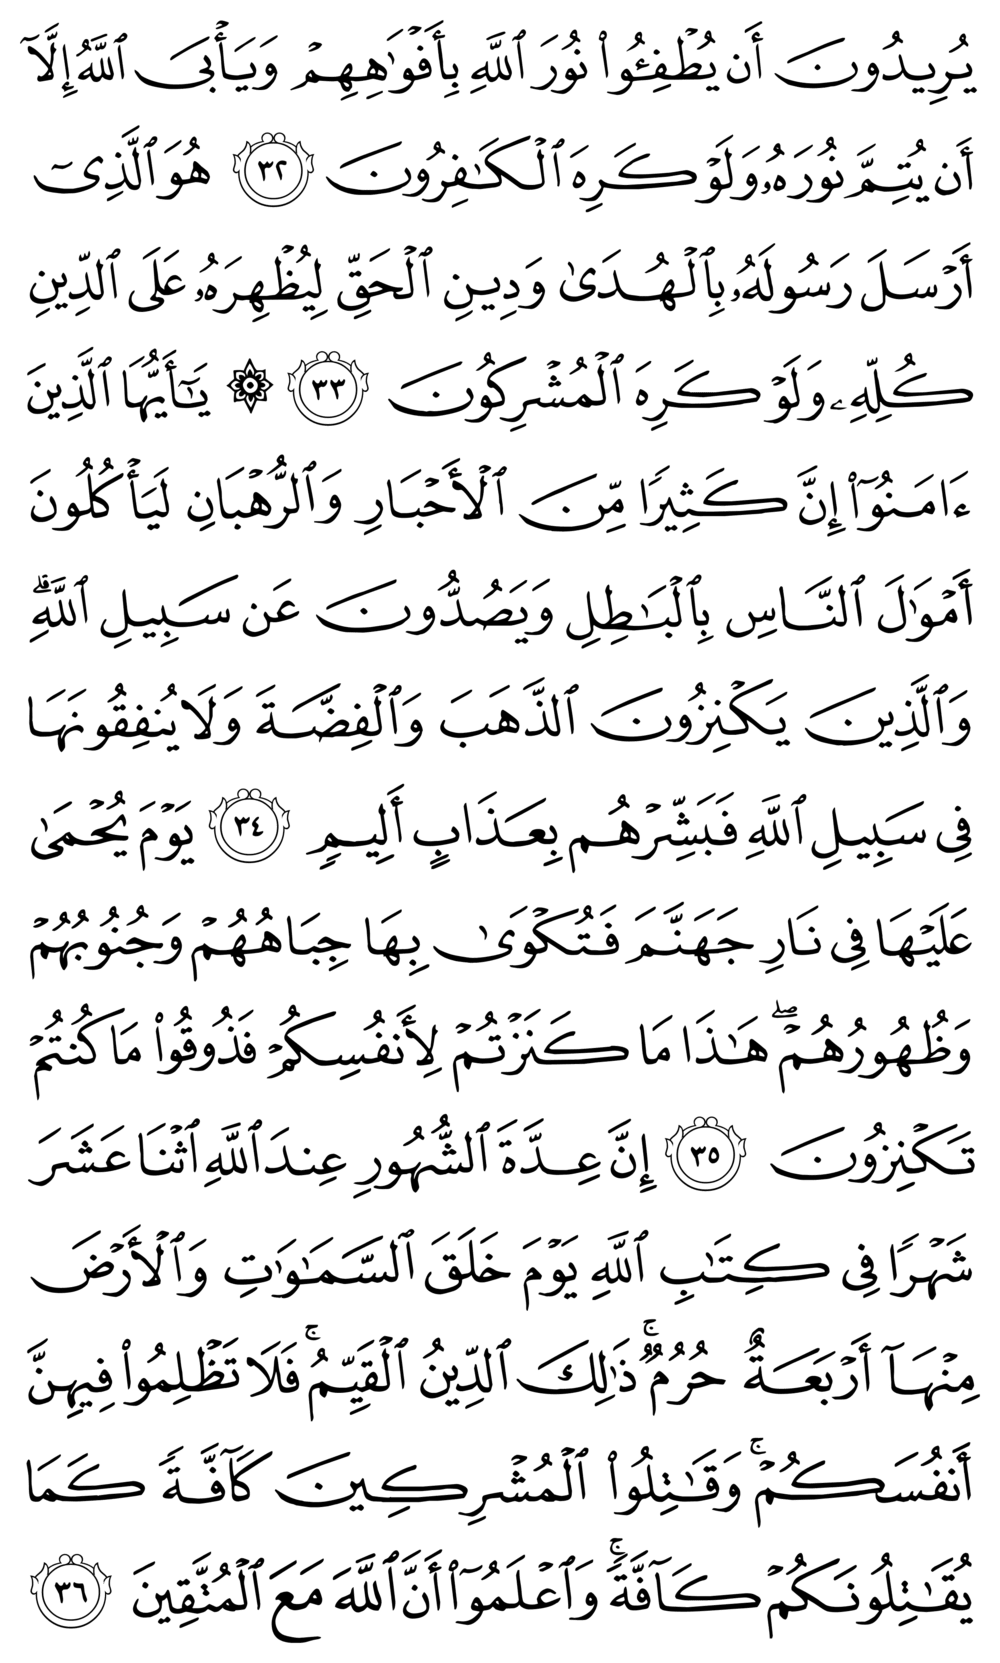 يُرِيدُونَ أَن يُطْفِـُٔوا۟ نُورَ ٱللَّهِ بِأَفْوَٰهِهِمْ وَيَأْبَى ٱللَّهُ إِلَّآ
أَن يُتِمَّ نُورَهُۥ وَلَوْ كَرِهَ ٱلْكَٰفِرُونَ ٣٢ هُوَ ٱلَّذِىٓ
أَرْسَلَ رَسُولَهُۥ بِٱلْهُدَىٰ وَدِينِ ٱلْحَقِّ لِيُظْهِرَهُۥ عَلَى ٱلدِّينِ
كُلِّهِۦ وَلَوْ كَرِهَ ٱلْمُشْرِكُونَ ٣٣ ۞ يَٰٓأَيُّهَا ٱلَّذِينَ
ءَامَنُوٓا۟ إِنَّ كَثِيرًا مِّنَ ٱلْأَحْبَارِ وَٱلرُّهْبَانِ لَيَأْكُلُونَ
أَمْوَٰلَ ٱلنَّاسِ بِٱلْبَٰطِلِ وَيَصُدُّونَ عَن سَبِيلِ ٱللَّهِ ۗ
وَٱلَّذِينَ يَكْنِزُونَ ٱلذَّهَبَ وَٱلْفِضَّةَ وَلَا يُنفِقُونَهَا
فِى سَبِيلِ ٱللَّهِ فَبَشِّرْهُم بِعَذَابٍ أَلِيمٍ ٣٤ يَوْمَ يُحْمَىٰ
عَلَيْهَا فِى نَارِ جَهَنَّمَ فَتُكْوَىٰ بِهَا جِبَاهُهُمْ وَجُنُوبُهُمْ
وَظُهُورُهُمْ ۖ هَٰذَا مَا كَنَزْتُمْ لِأَنفُسِكُمْ فَذُوقُوا۟ مَا كُنتُمْ
تَكْنِزُونَ ٣٥ إِنَّ عِدَّةَ ٱلشُّهُورِ عِندَ ٱللَّهِ ٱثْنَا عَشَرَ
شَهْرًا فِى كِتَٰبِ ٱللَّهِ يَوْمَ خَلَقَ ٱلسَّمَٰوَٰتِ وَٱلْأَرْضَ
مِنْهَآ أَرْبَعَةٌ حُرُمٌ ۚ ذَٰلِكَ ٱلدِّينُ ٱلْقَيِّمُ ۚ فَلَا تَظْلِمُوا۟ فِيهِنَّ
أَنفُسَكُمْ ۚ وَقَٰتِلُوا۟ ٱلْمُشْرِكِينَ كَآفَّةً كَمَا
يُقَٰتِلُونَكُمْ كَآفَّةً ۚ وَٱعْلَمُوٓا۟ أَنَّ ٱللَّهَ مَعَ ٱلْمُتَّقِينَ ٣٦